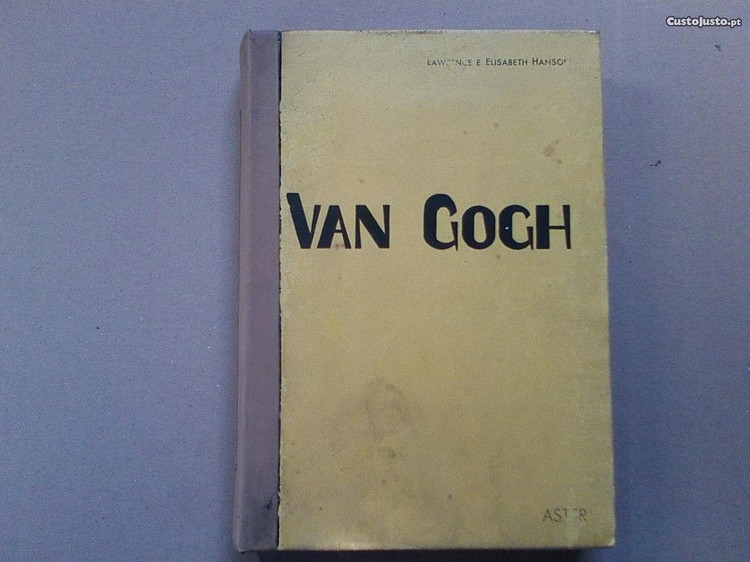 CustoJusto.pt
LAWRENCE E ELISABETH HANSON
VAN GOGH
ASTER